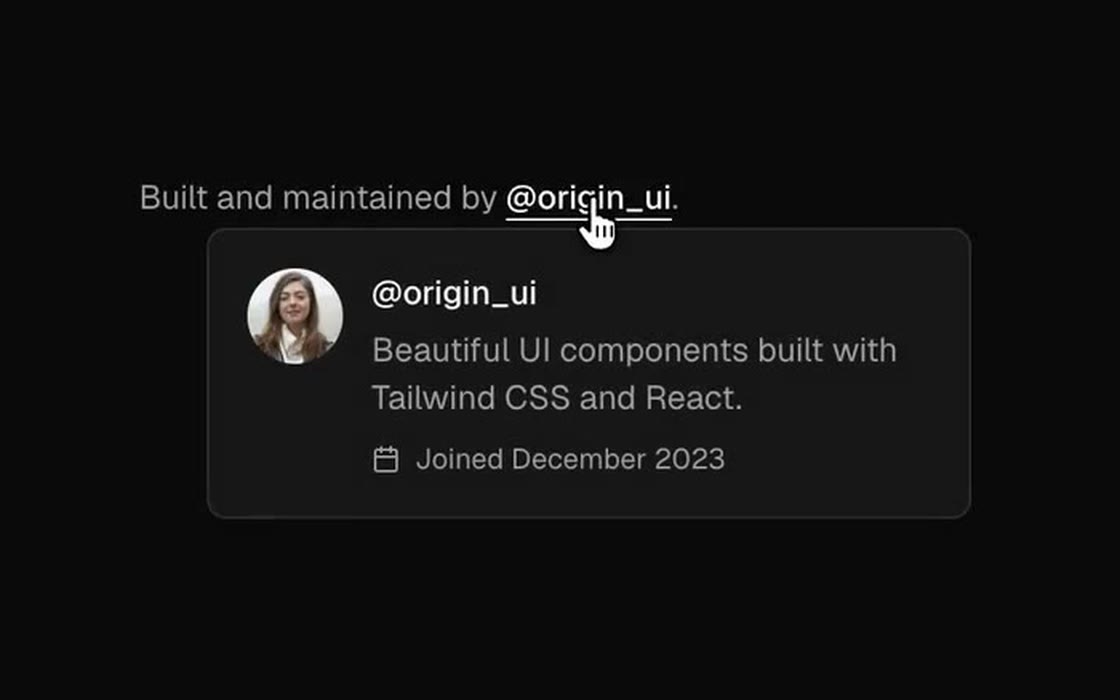 Built and maintained by @origin_ui.
@origin_ui
Beautiful UI components built with
Tailwind CSS and React.
Joined December 2023